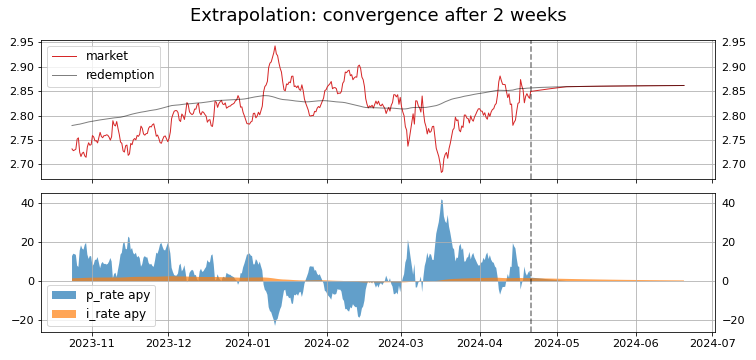 Extrapolation: convergence after 2 weeks
2.95 2.95
2.90 2.90
2.85 2.85
2.80 2.80
2.75 2.75
2.70 2.70
market
redemption
40 40
20 20
0 0
−20 −20
p_rate apy
i_rate apy
2023-11 2023-12 2024-01 2024-02 2024-03 2024-04 2024-05 2024-06 2024-07